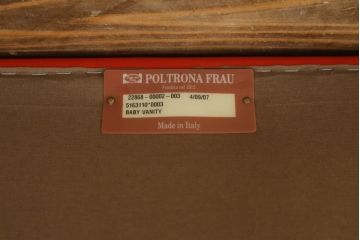 POLTRONA FRAU
22868-00002-003 4/09/07
5163110*0003
BABY VANITY
Made in Italy